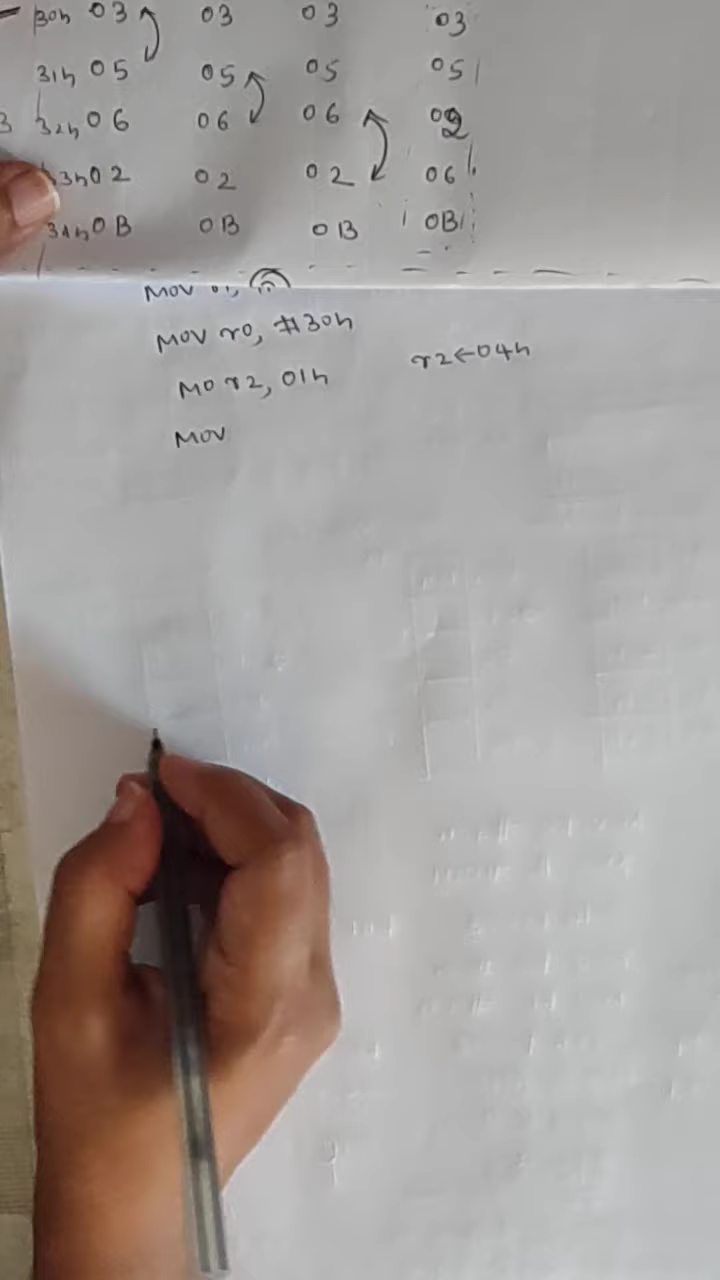 30h 03 03 03 03
31h 05 05 05 05
3 32h 06 06 06 02
33h 02 02 02 06
34h 0B 0B 0B 0B
MOV
MOV r0, #30h
MO r2, 01h r2←04h
MOV